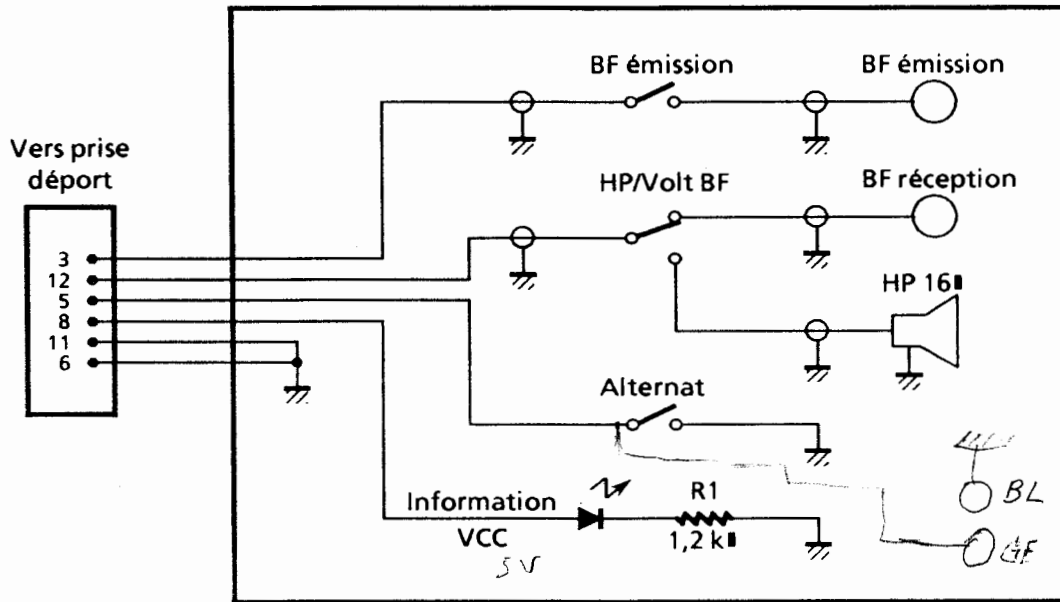 BF émission
BF émission
Vers prise
déport
HP/Volt BF
BF réception
3
12
5
8
11
6
HP 16
Alternat
BL
Information
VCC
R1
1,2 k
5V